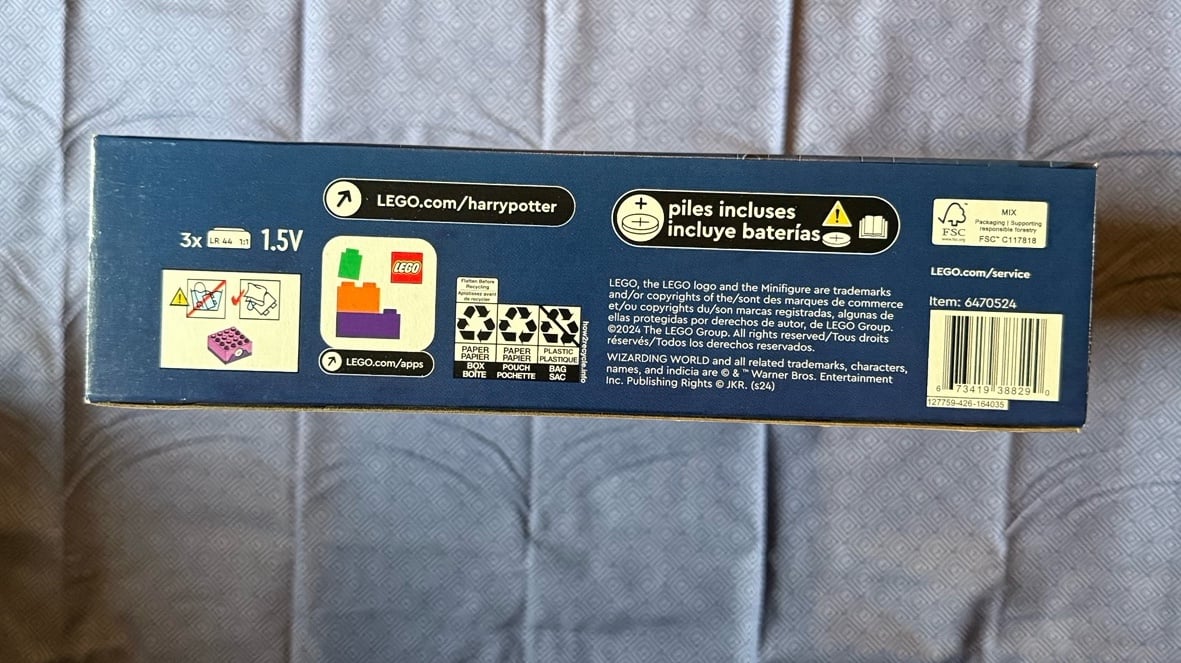 LEGO.com/harrypotter
3x LR 44 1:1 1.5V
LEGO
LEGO.com/apps
Flatten Before
Recycling
Aplatissez avant
de recycler
PAPER
PAPIER
BOX
BOÎTE
PAPER
PAPIER
POUCH
POCHETTE
PLASTIC
PLASTIQUE
BAG
SAC
how2recycle.info
piles incluses
incluye baterías
LEGO, the LEGO logo and the Minifigure are trademarks
and/or copyrights of the/sont des marques de commerce
et/ou copyrights du/son marcas registradas, algunas de
ellas protegidas por derechos de autor, de LEGO Group.
©2024 The LEGO Group. All rights reserved/Tous droits
réservés/Todos los derechos reservados.
WIZARDING WORLD and all related trademarks, characters,
names, and indicia are © & ™ Warner Bros. Entertainment
Inc. Publishing Rights © JKR. (s24)
FSC
www.fsc.org
MIX
Packaging | Supporting
responsible forestry
FSC™ C117818
LEGO.com/service
Item: 6470524
6 73419 38829 0
127759-426-164035